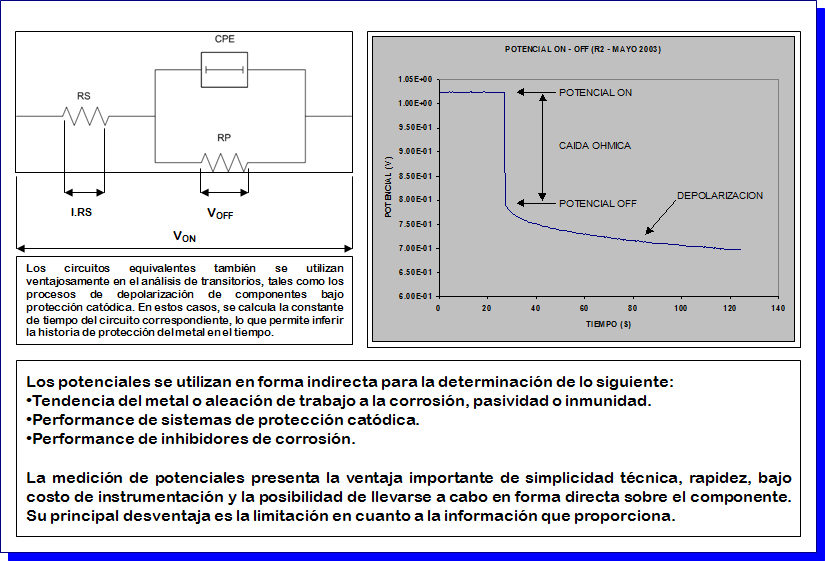 CPE
RS
RP
I.RS
VOFF
VON
Los circuitos equivalentes también se utilizan
ventajosamente en el análisis de transitorios, tales como los
procesos de depolarización de componentes bajo
protección catódica. En estos casos, se calcula la constante
de tiempo del circuito correspondiente, lo que permite inferir
la historia de protección del metal en el tiempo.
POTENCIAL ON - OFF (R2 - MAYO 2003)
1.05E+00
1.00E+00
9.50E-01
9.00E-01
8.50E-01
8.00E-01
7.50E-01
7.00E-01
6.50E-01
6.00E-01
POTENCIAL (V)
POTENCIAL ON
CAIDA OHMICA
POTENCIAL OFF
DEPOLARIZACION
0 20 40 60 80 100 120 140
TIEMPO (S)
Los potenciales se utilizan en forma indirecta para la determinación de lo siguiente:
•Tendencia del metal o aleación de trabajo a la corrosión, pasividad o inmunidad.
•Performance de sistemas de protección catódica.
•Performance de inhibidores de corrosión.
La medición de potenciales presenta la ventaja importante de simplicidad técnica, rapidez, bajo
costo de instrumentación y la posibilidad de llevarse a cabo en forma directa sobre el componente.
Su principal desventaja es la limitación en cuanto a la información que proporciona.